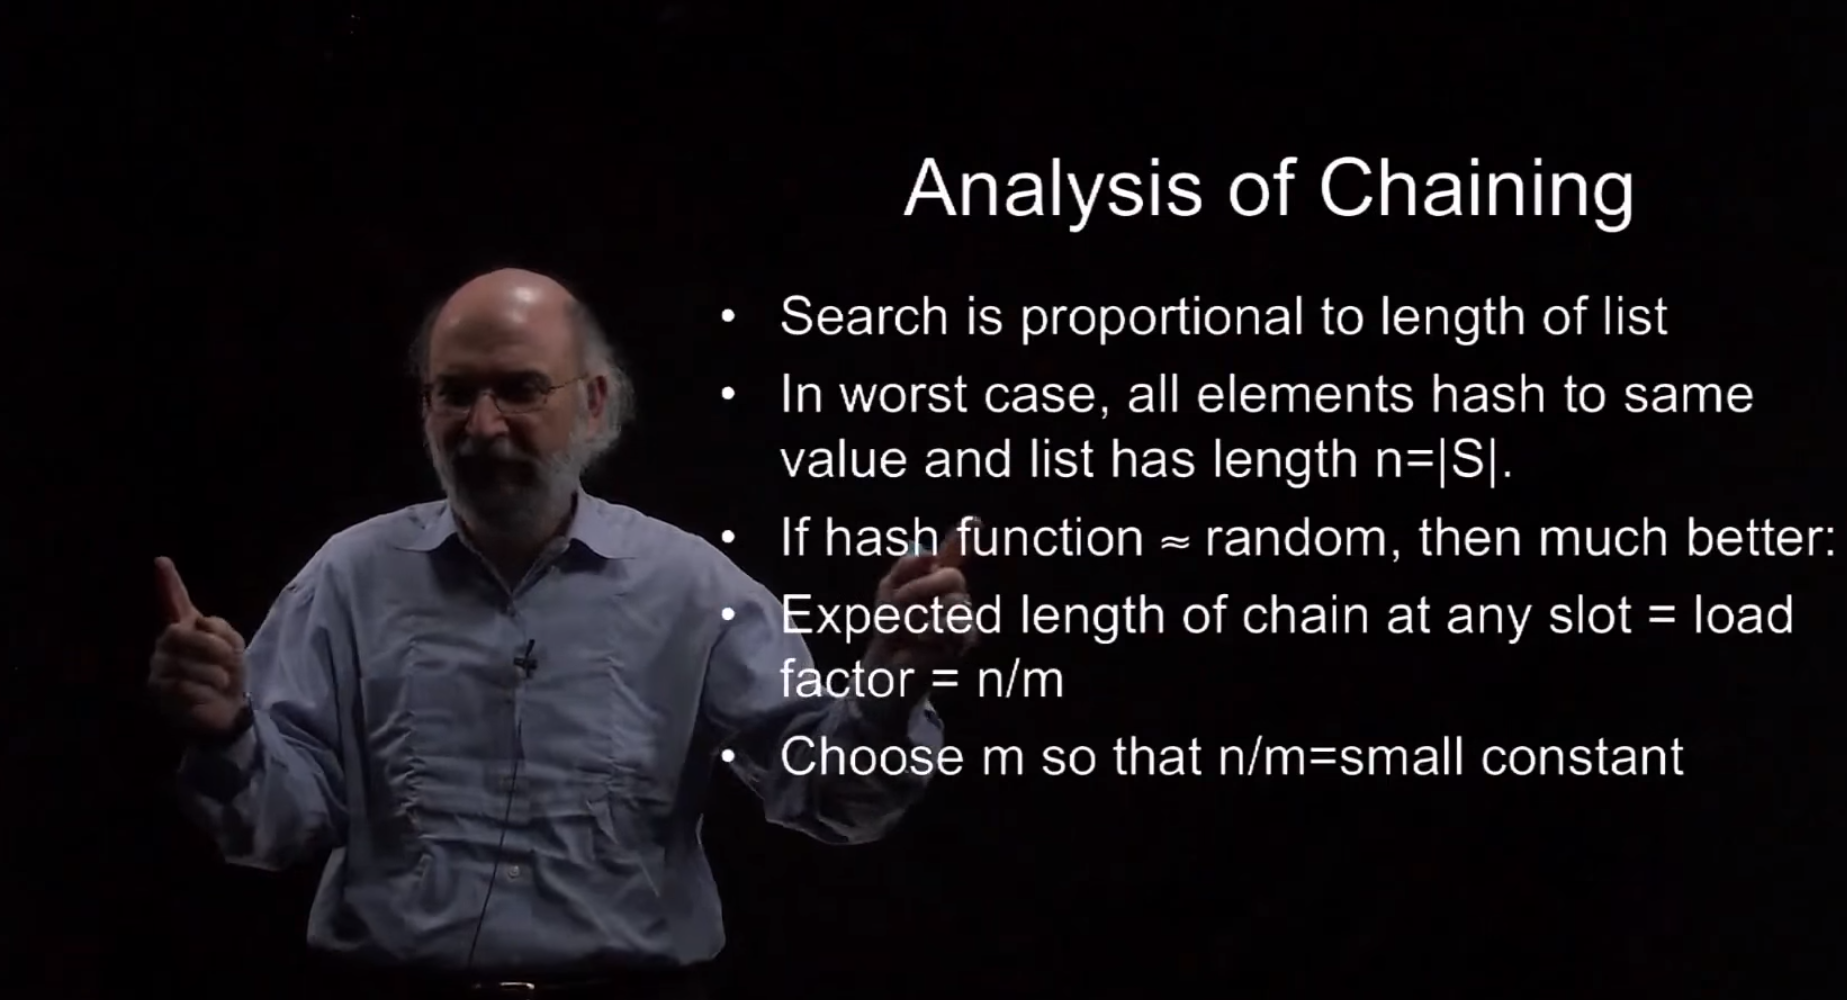 Analysis of Chaining
• Search is proportional to length of list
• In worst case, all elements hash to same
value and list has length n=|S|.
• If hash function ≈ random, then much better:
• Expected length of chain at any slot = load
factor = n/m
• Choose m so that n/m=small constant